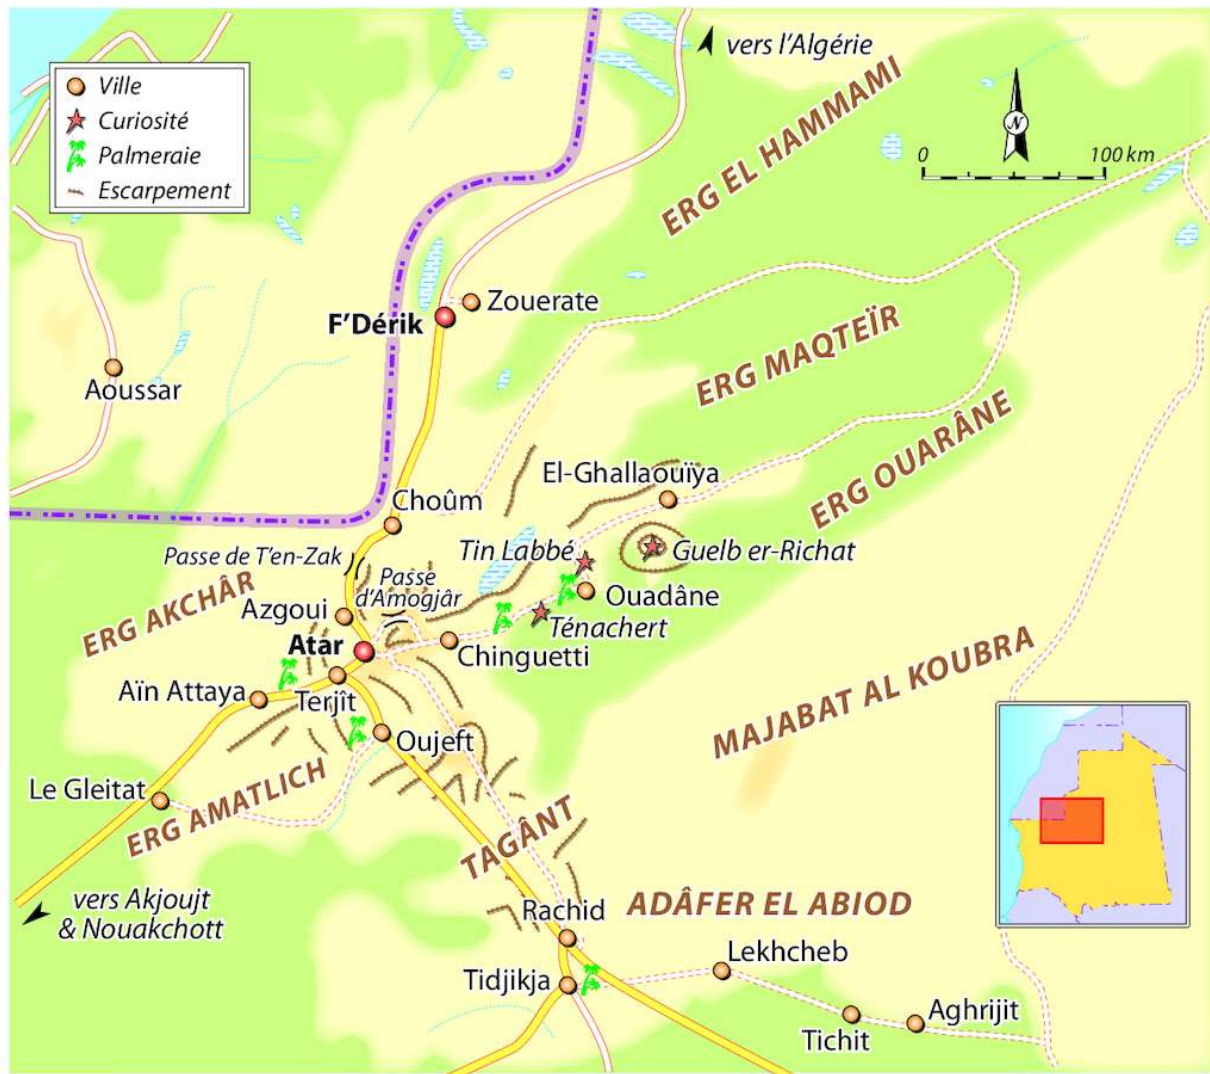 vers l'Algérie
Ville
Curiosité
Palmeraie
Escarpement
N
0 100 km
ERG EL HAMMAMI
Zouerate
F'Dérik
ERG MAQTEÏR
Aoussar
ERG OUARÂNE
El-Ghallaouïya
Choûm
Passe de T'en-Zak
Tin Labbé
Guelb er-Richat
Passe
d'Amogjâr
ERG AKCHÂR
Azgoui
Ouadâne
Ténachert
Atar
Chinguetti
Aïn Attaya
Terjît
MAJABAT AL KOUBRA
Oujeft
Le Gleitat
ERG AMATLICH
TAGÂNT
vers Akjoujt
& Nouakchott
Rachid
ADÂFER EL ABIOD
Lekhcheb
Tidjikja
Aghrijit
Tichit